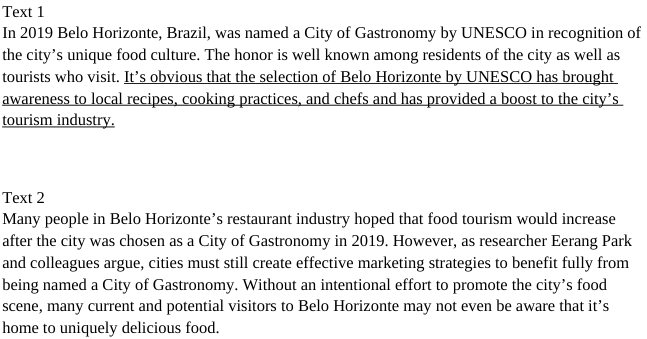 Text 1
In 2019 Belo Horizonte, Brazil, was named a City of Gastronomy by UNESCO in recognition of
the city’s unique food culture. The honor is well known among residents of the city as well as
tourists who visit. It’s obvious that the selection of Belo Horizonte by UNESCO has brought
awareness to local recipes, cooking practices, and chefs and has provided a boost to the city’s
tourism industry.
Text 2
Many people in Belo Horizonte’s restaurant industry hoped that food tourism would increase
after the city was chosen as a City of Gastronomy in 2019. However, as researcher Eerang Park
and colleagues argue, cities must still create effective marketing strategies to benefit fully from
being named a City of Gastronomy. Without an intentional effort to promote the city’s food
scene, many current and potential visitors to Belo Horizonte may not even be aware that it’s
home to uniquely delicious food.